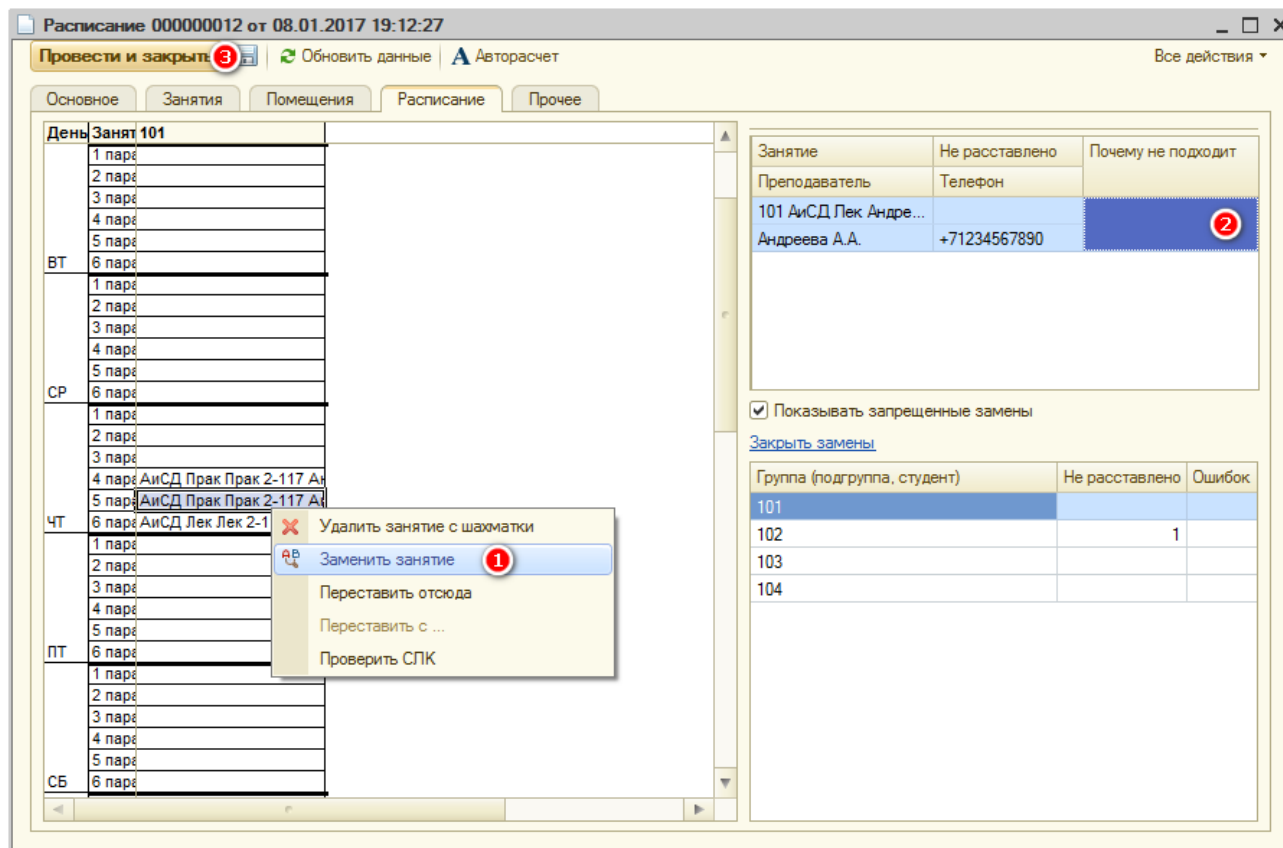 Расписание 000000012 от 08.01.2017 19:12:27
Провести и закрыть 3 Обновить данные А Авторасчет Все действия
Основное Занятия Помещения Расписание Прочее
День Занят 101
1 пара
2 пара
3 пара
4 пара
5 пара
ВТ 6 пара
1 пара
2 пара
3 пара
4 пара
5 пара
СР 6 пара
1 пара
2 пара
3 пара
4 пара АиСД Прак Прак 2-117 Ан
5 пара АиСД Прак Прак 2-117 Ан
ЧТ 6 пара АиСД Лек Лек 2-1
1 пара
2 пара
3 пара
4 пара
5 пара
ПТ 6 пара
1 пара
2 пара
3 пара
4 пара
5 пара
СБ 6 пара
Удалить занятие с шахматки
Заменить занятие 1
Переставить отсюда
Переставить с ...
Проверить СПК
Занятие Не расставлено Почему не подходит
Преподаватель Телефон
101 АиСД Лек Андре...
Андреева А.А. +71234567890 2
Показывать запрещенные замены
Закрыть замены
Группа (подгруппа, студент) Не расставлено Ошибок
101
102 1
103
104